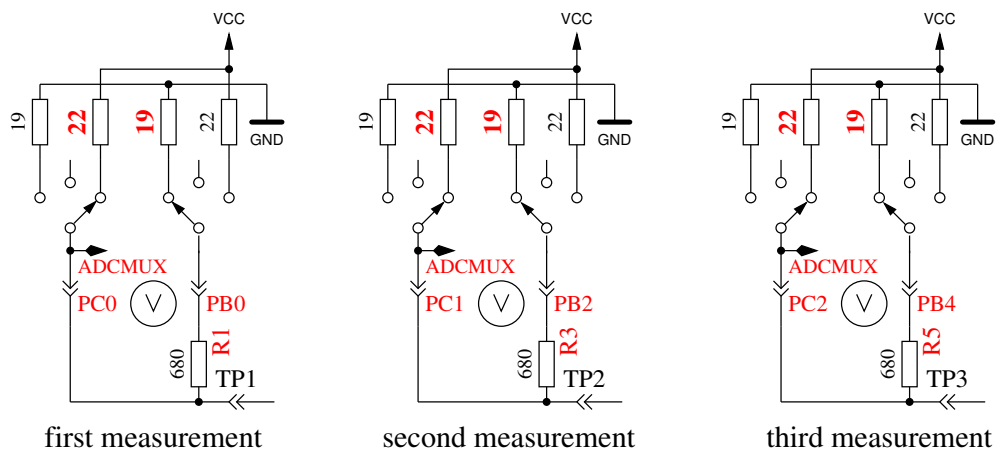 VCC
19
22
19
22
GND
ADCMUX
PC0
V
PB0
R1
680
TP1
first measurement
VCC
19
22
19
22
GND
ADCMUX
PC1
V
PB2
R3
680
TP2
second measurement
VCC
19
22
19
22
GND
ADCMUX
PC2
V
PB4
R5
680
TP3
third measurement